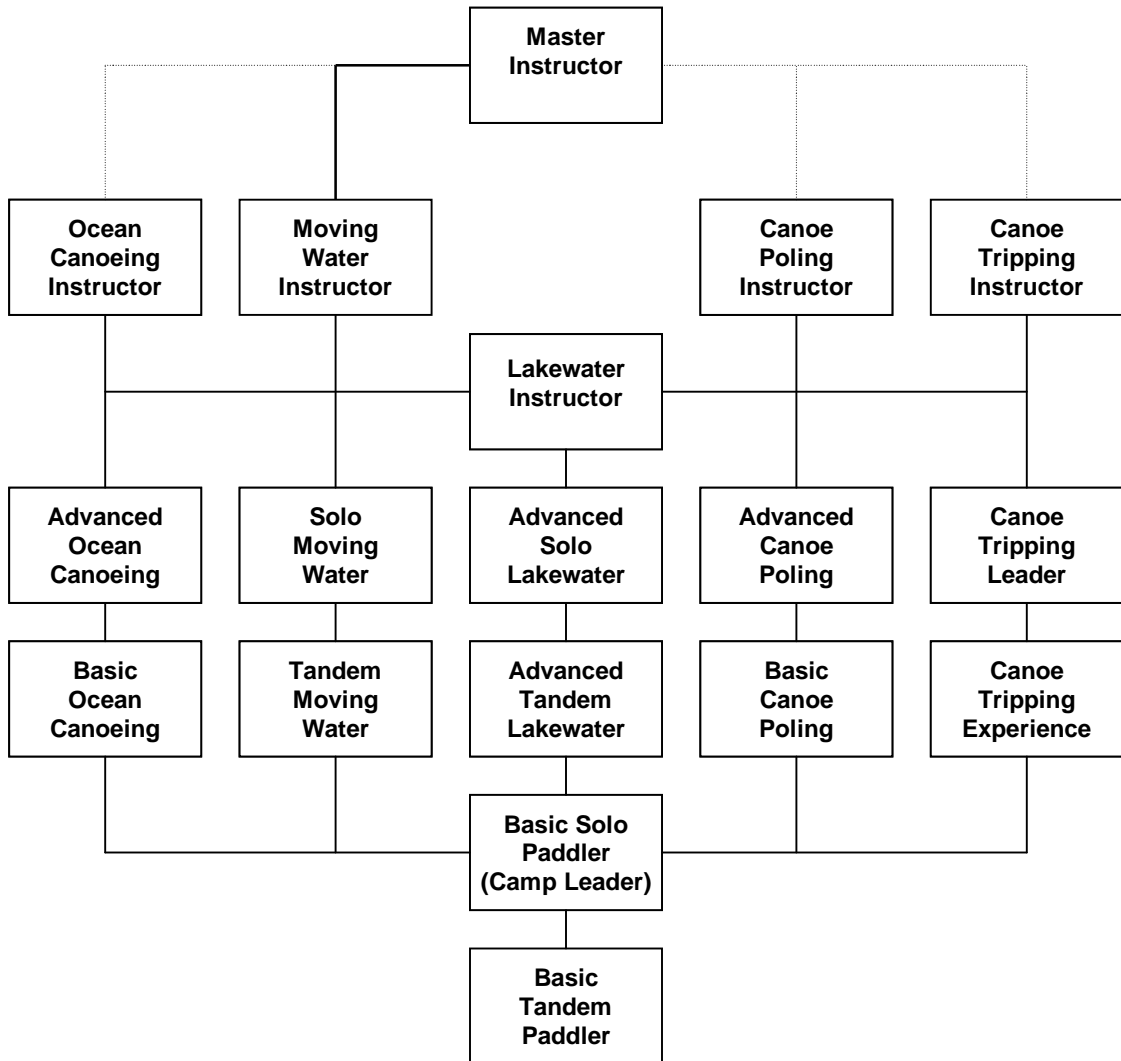 Master
Instructor
Ocean
Canoeing
Instructor
Moving
Water
Instructor
Canoe
Poling
Instructor
Canoe
Tripping
Instructor
Lakewater
Instructor
Advanced
Ocean
Canoeing
Solo
Moving
Water
Advanced
Solo
Lakewater
Advanced
Canoe
Poling
Canoe
Tripping
Leader
Basic
Ocean
Canoeing
Tandem
Moving
Water
Advanced
Tandem
Lakewater
Basic
Canoe
Poling
Canoe
Tripping
Experience
Basic Solo
Paddler
(Camp Leader)
Basic
Tandem
Paddler